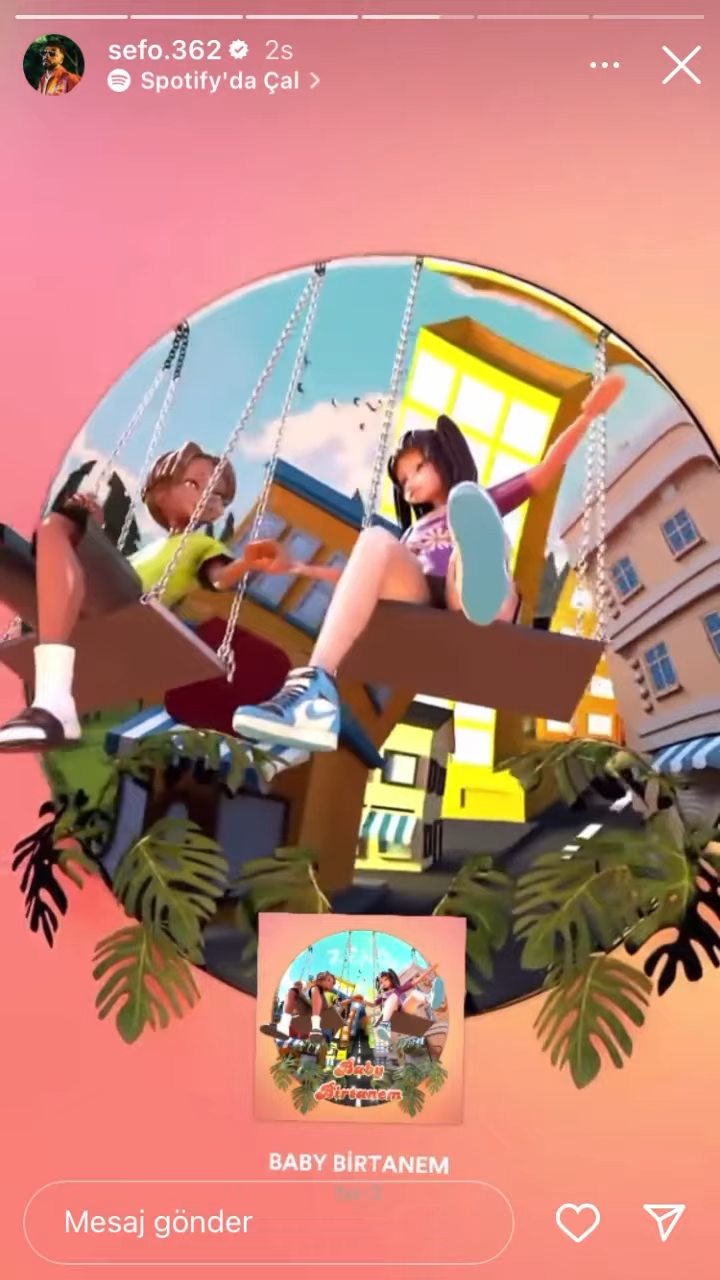 sefo.362 2s
Spotify'da Çal
Baby
Birtanem
BABY BİRTANEM
Mesaj gönder